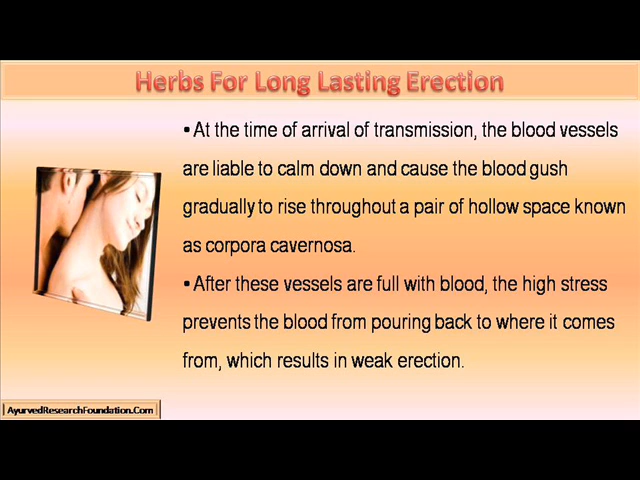 Herbs For Long Lasting Erection
• At the time of arrival of transmission, the blood vessels
are liable to calm down and cause the blood gush
gradually to rise throughout a pair of hollow space known
as corpora cavernosa.
• After these vessels are full with blood, the high stress
prevents the blood from pouring back to where it comes
from, which results in weak erection.
AyurvedResearchFoundation.Com